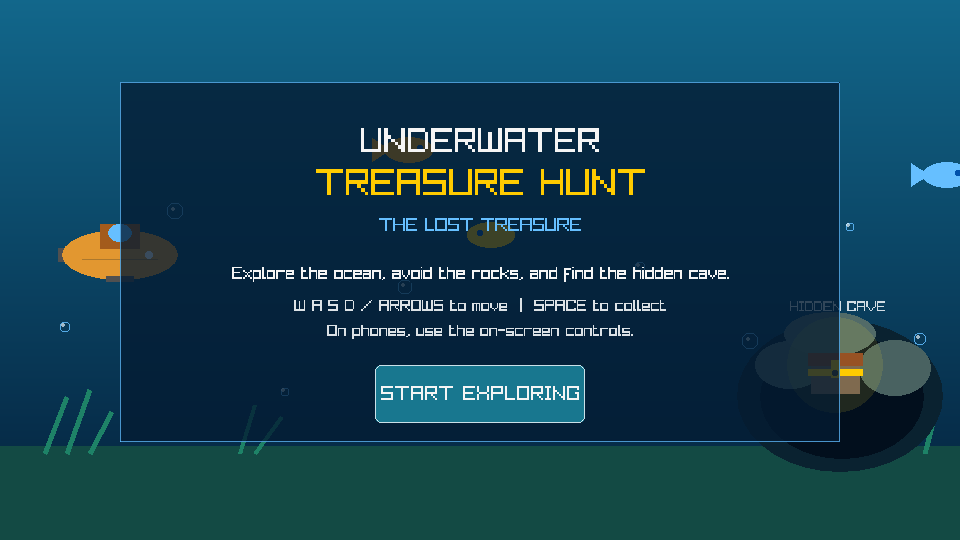 UNDERWATER
TREASURE HUNT
THE LOST TREASURE
Explore the ocean, avoid the rocks, and find the hidden cave.
W A S D / ARROWS to move | SPACE to collect
HIDDEN CAVE
On phones, use the on-screen controls.
START EXPLORING